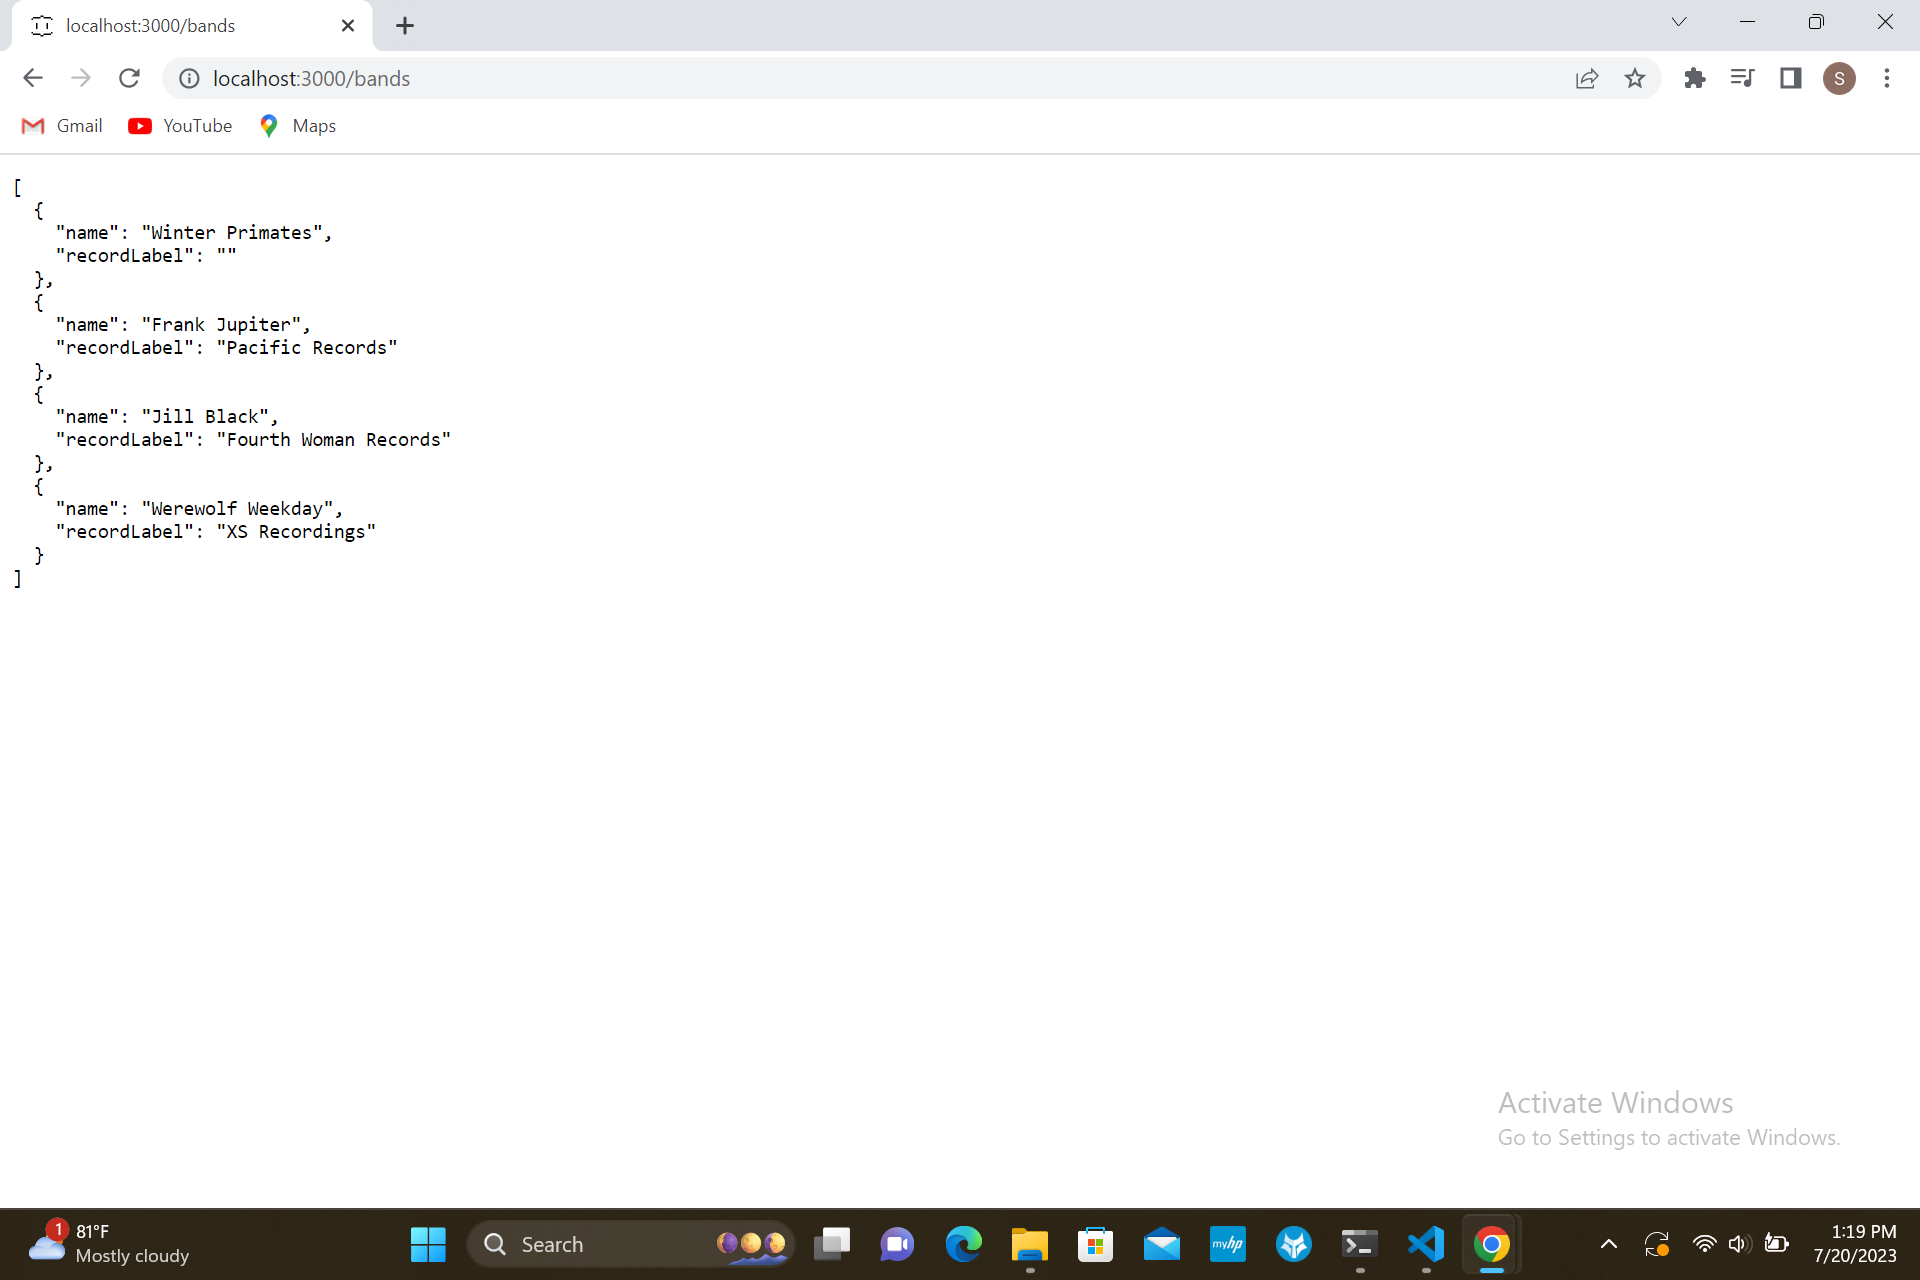 localhost:3000/bands
localhost:3000/bands
S
Gmail YouTube Maps
[
  {
    "name": "Winter Primates",
    "recordLabel": ""
  },
  {
    "name": "Frank Jupiter",
    "recordLabel": "Pacific Records"
  },
  {
    "name": "Jill Black",
    "recordLabel": "Fourth Woman Records"
  },
  {
    "name": "Werewolf Weekday",
    "recordLabel": "XS Recordings"
  }
]
Activate Windows
Go to Settings to activate Windows.
1 81°F
Mostly cloudy
Search
myhp
1:19 PM
7/20/2023